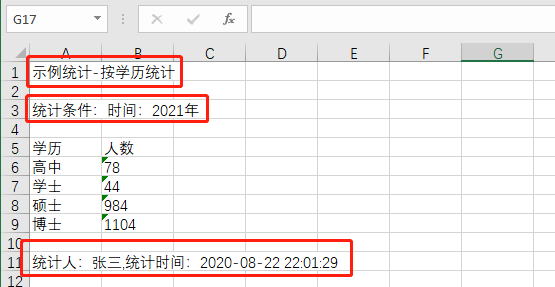 G17
A B C D E F G
1 示例统计-按学历统计
2
3 统计条件：时间：2021年
4
5 学历 人数
6 高中 78
7 学士 44
8 硕士 984
9 博士 1104
10
11 统计人：张三,统计时间：2020-08-22 22:01:29
12